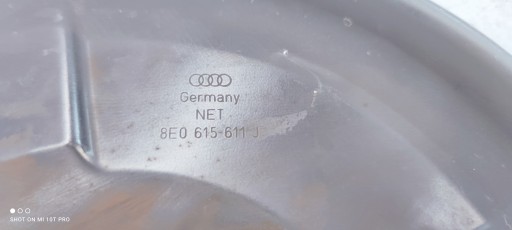 Germany
NET
8E0 615 611 J
SHOT ON MI 10T PRO